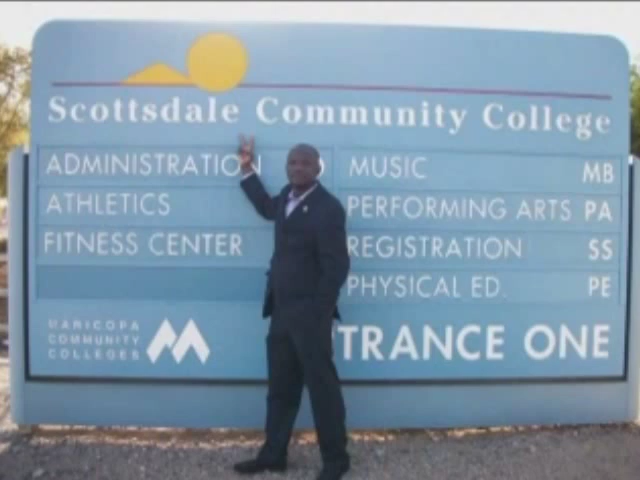 Scottsdale Community College
ADMINISTRATION
ATHLETICS
FITNESS CENTER
MUSIC MB
PERFORMING ARTS PA
REGISTRATION SS
PHYSICAL ED. PE
MARICOPA
COMMUNITY
COLLEGES
TRANCE ONE